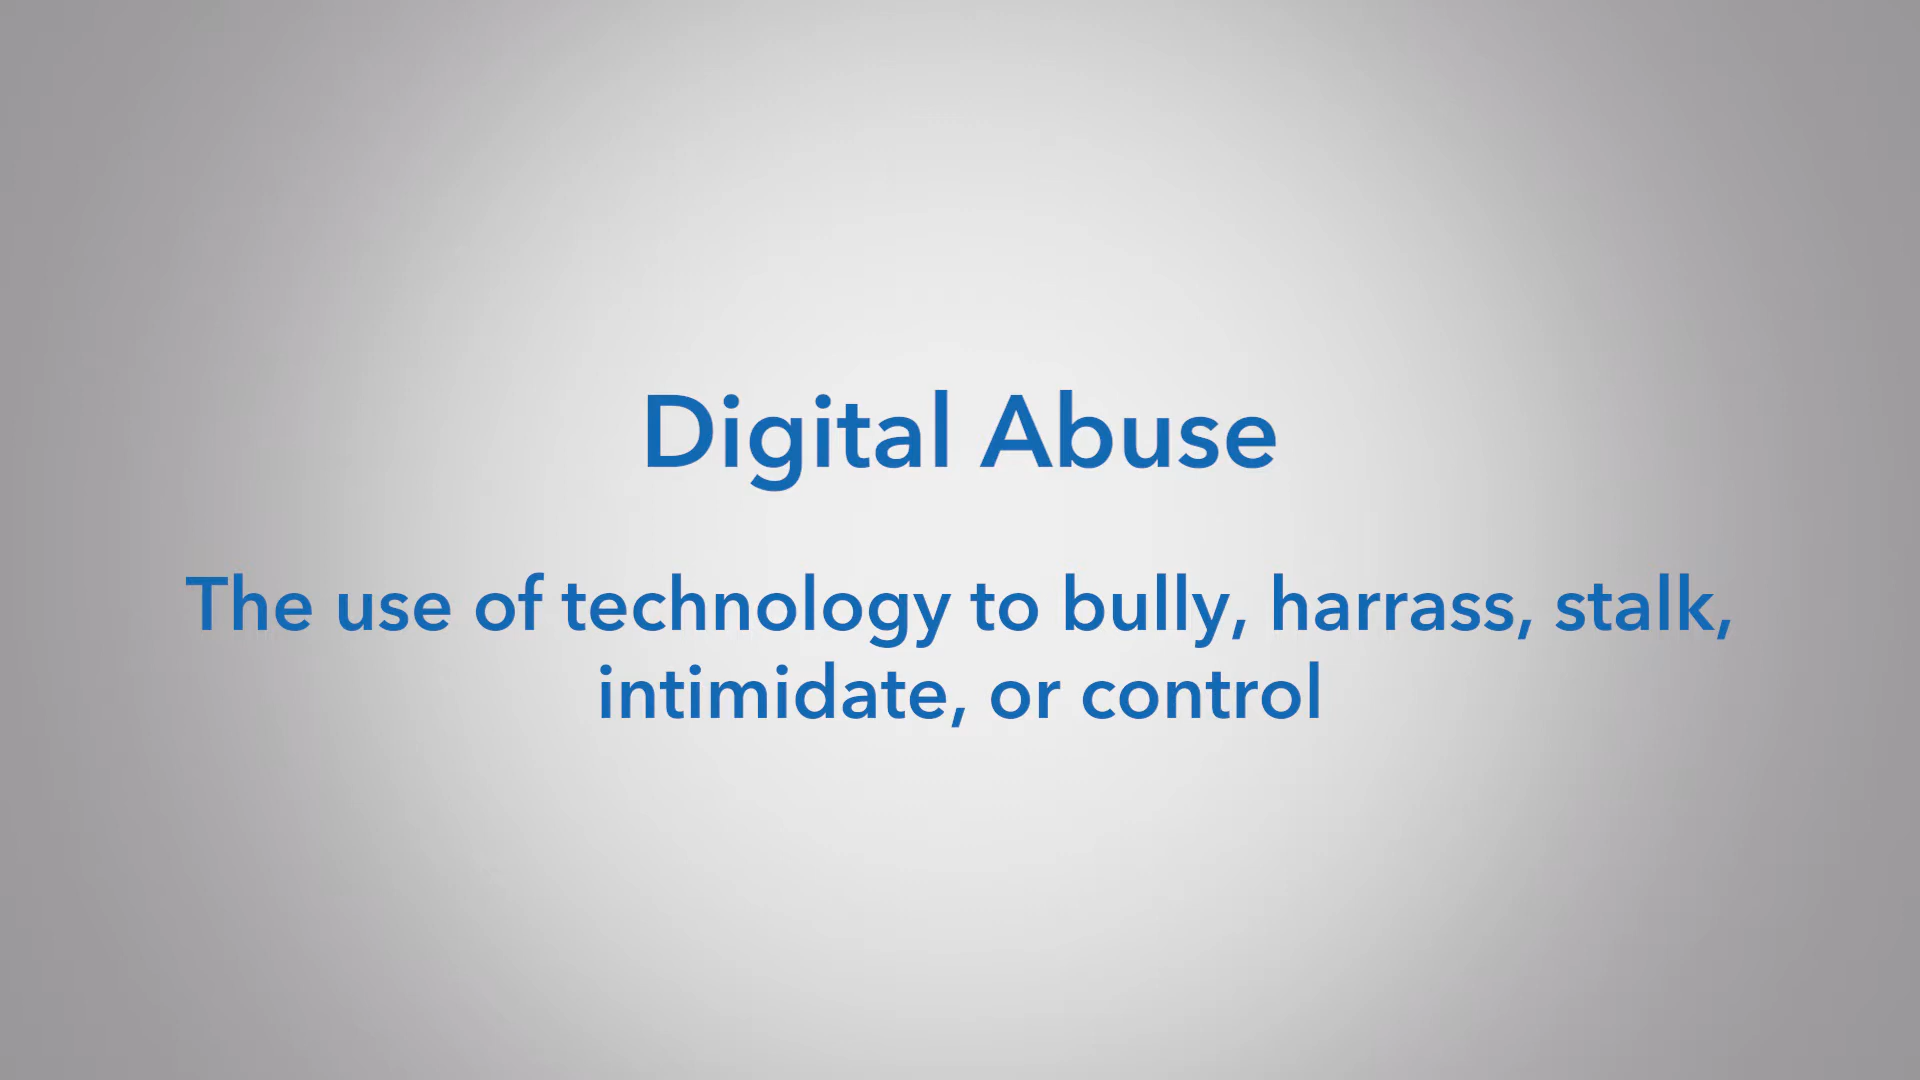 Digital Abuse
The use of technology to bully, harrass, stalk,
intimidate, or control